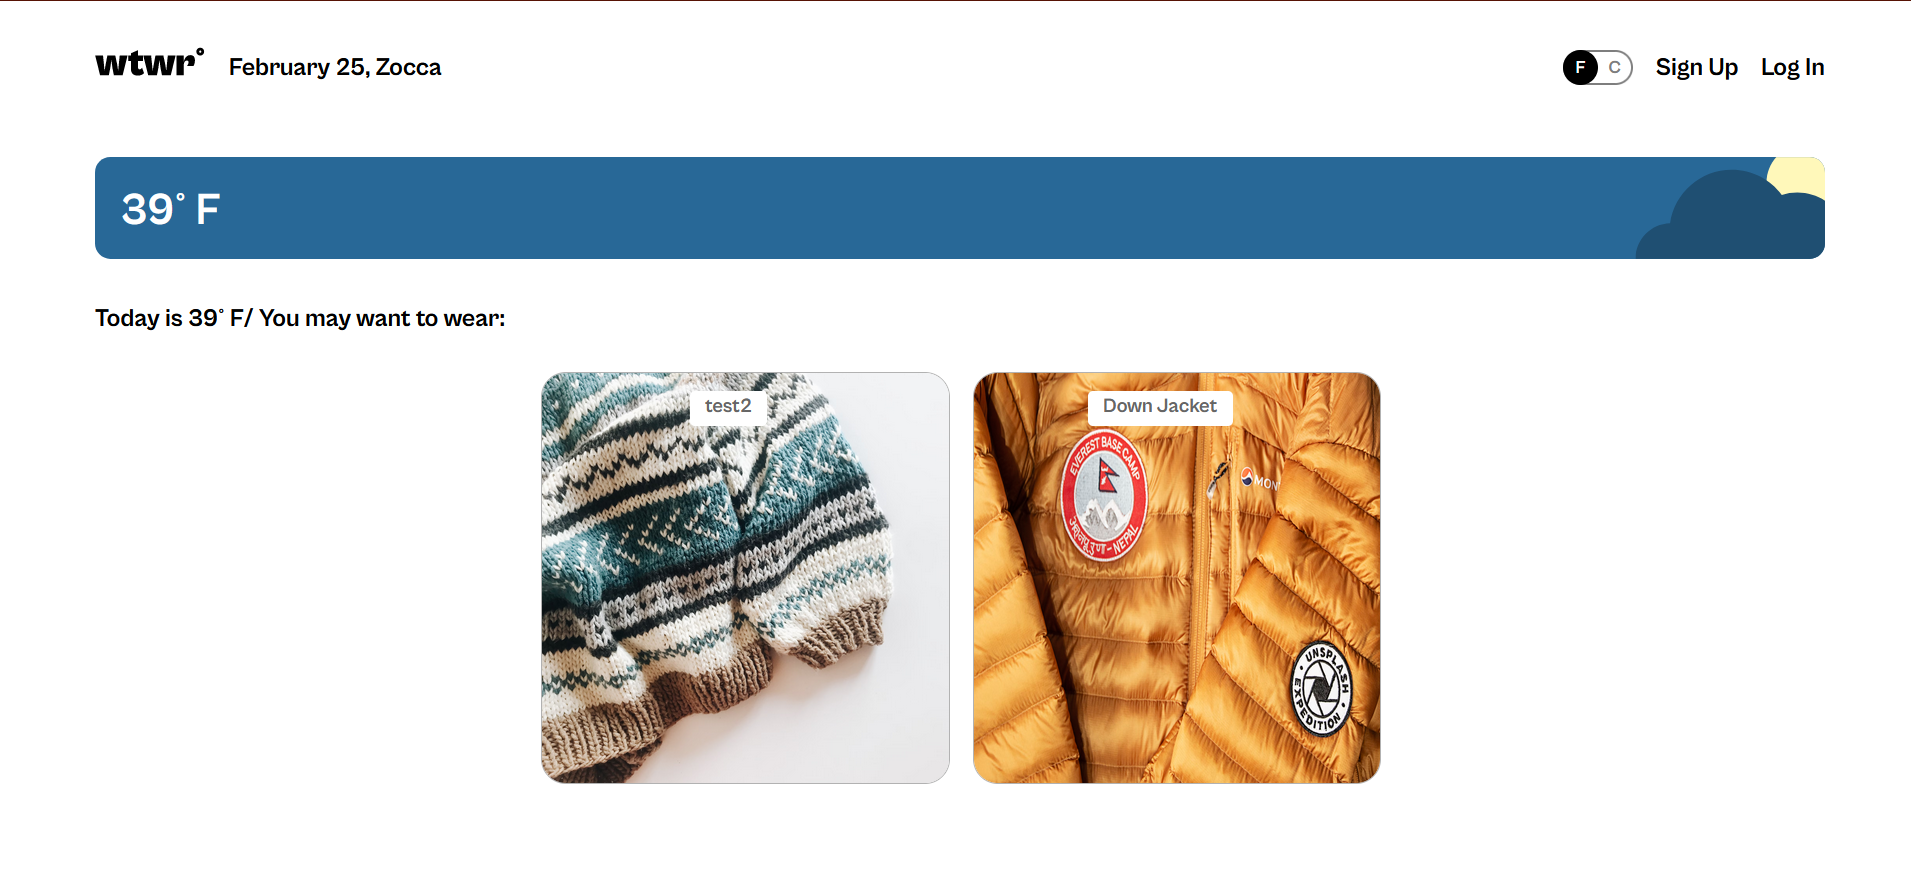 wtwr° February 25, Zocca
F C Sign Up Log In
39° F
Today is 39° F/ You may want to wear:
test2
Down Jacket
EVEREST BASE CAMP
NEPAL
MON
UNSPLASH
EXPEDITION